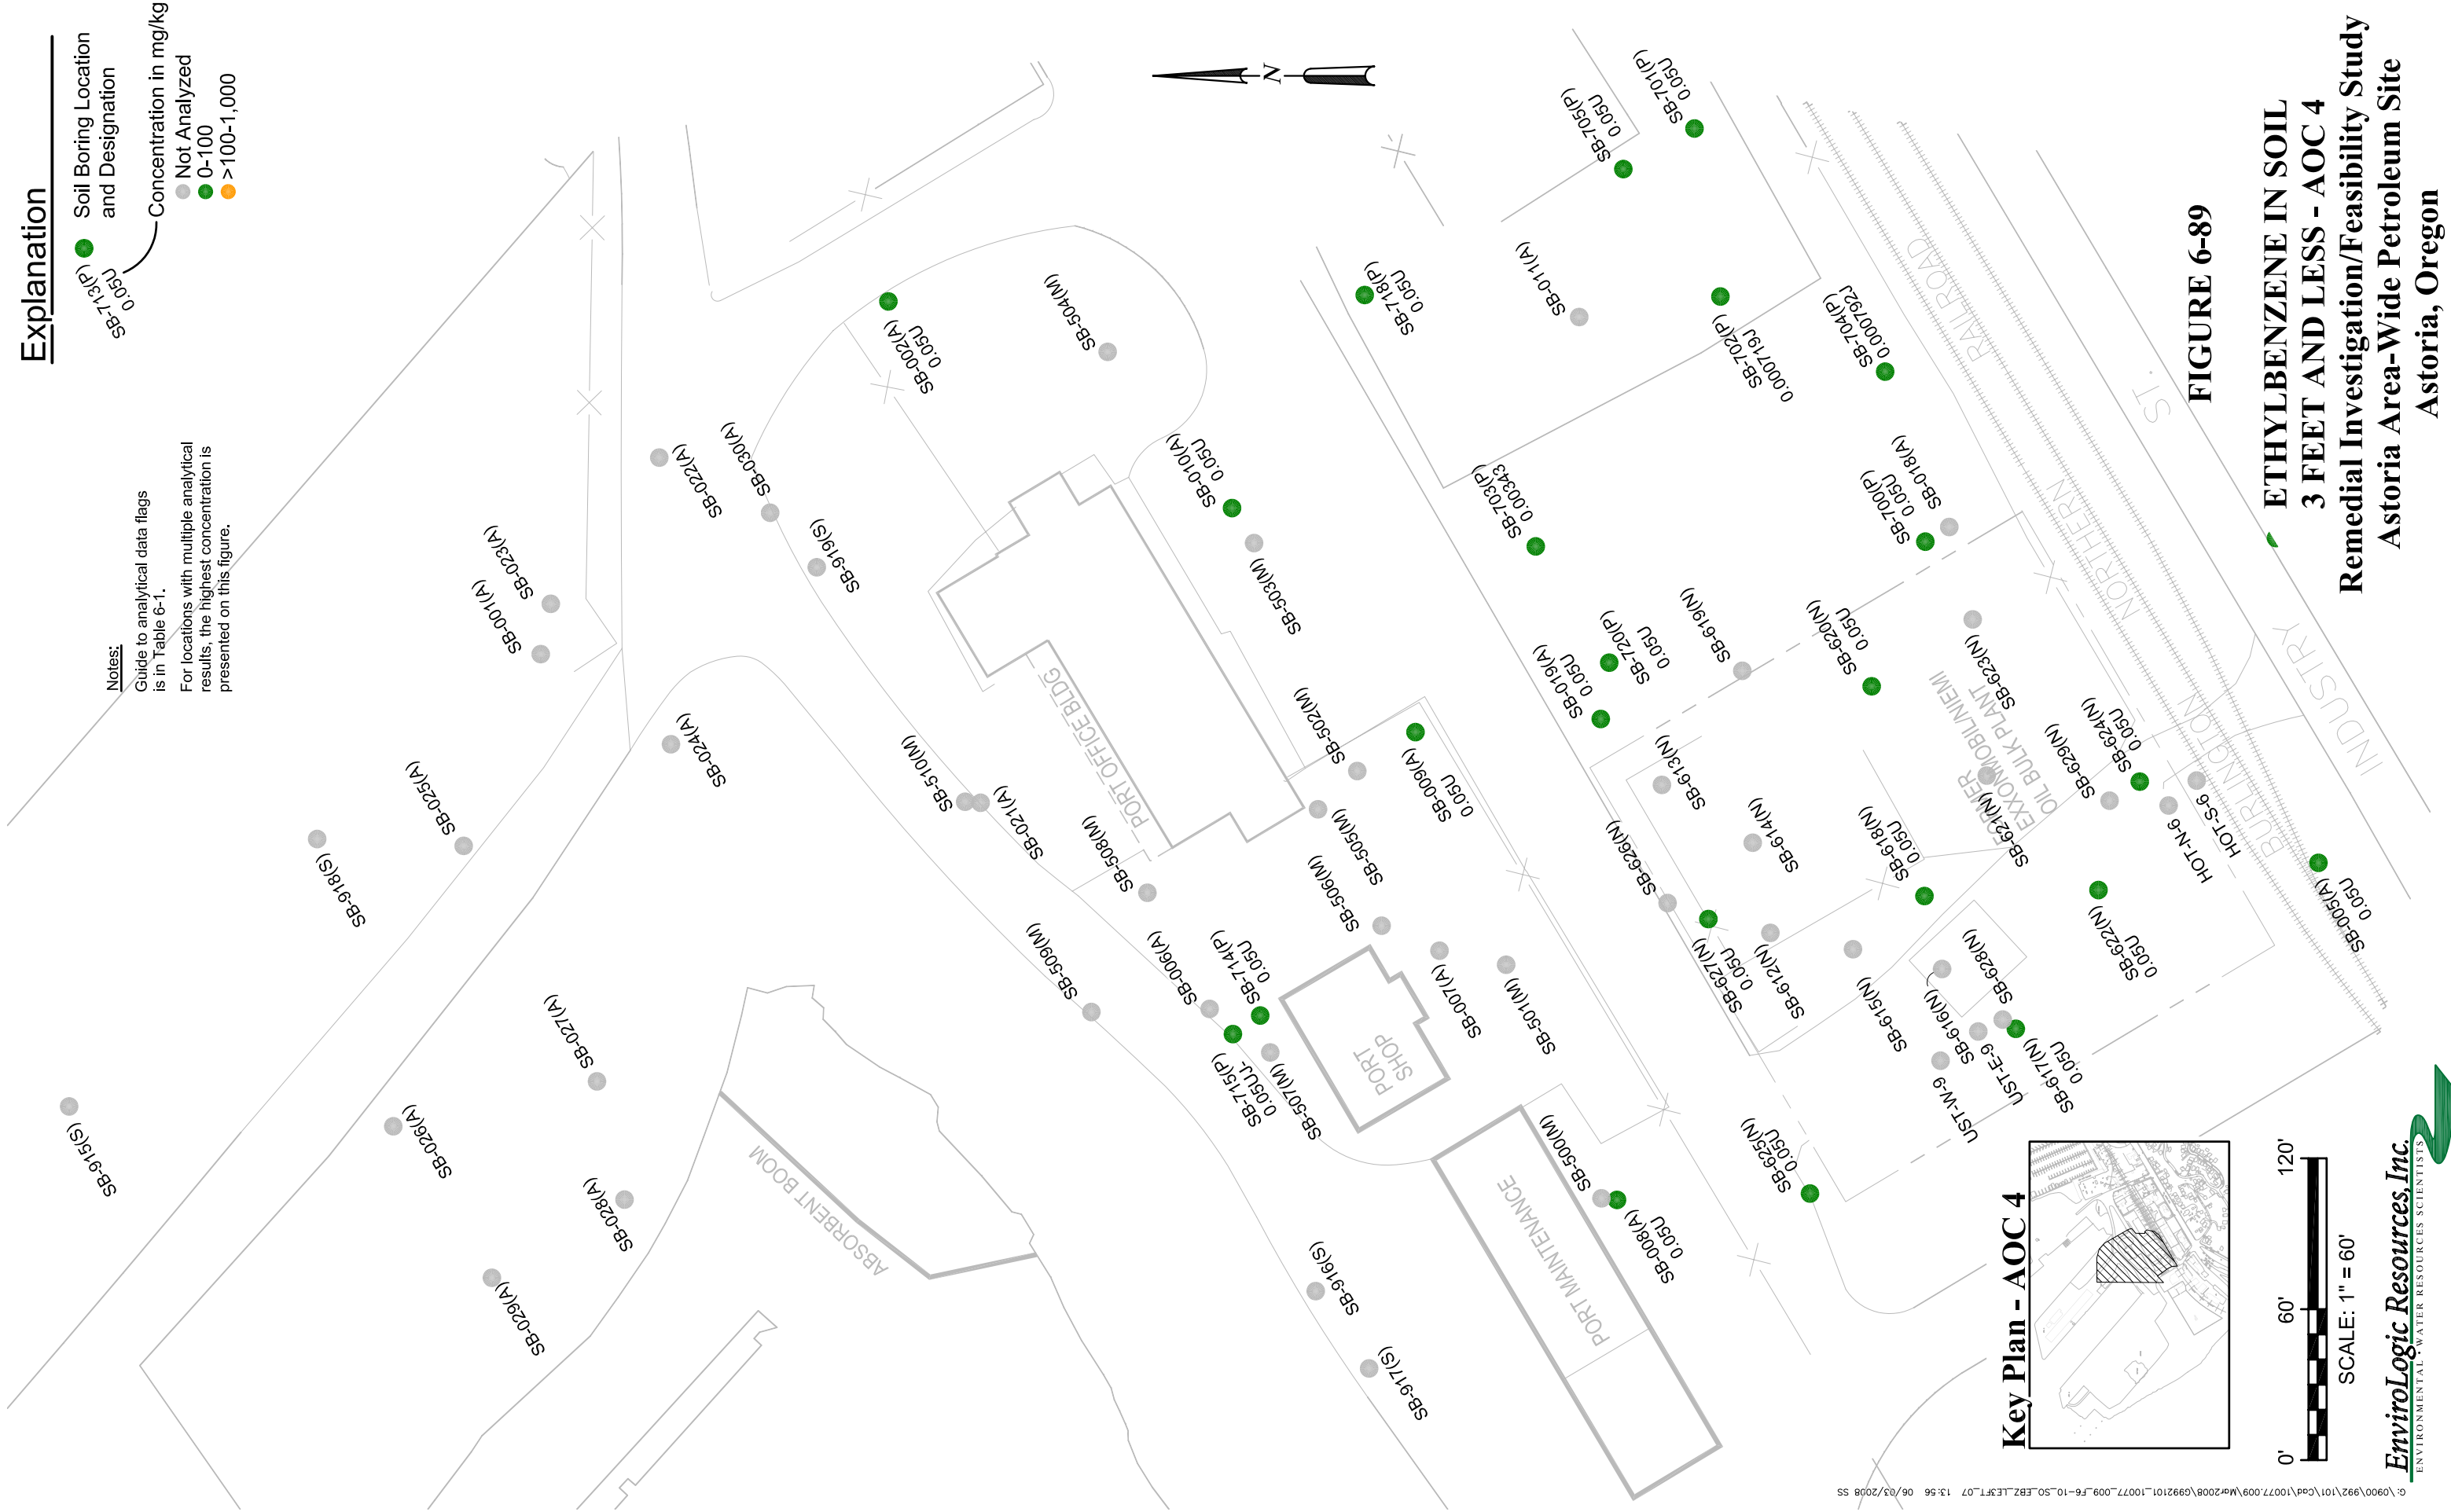 Explanation
SB-713(P)
0.05U
Soil Boring Location
and Designation
Concentration in mg/kg
Not Analyzed
0-100
>100-1,000
Notes:
Guide to analytical data flags
is in Table 6-1.
For locations with multiple analytical
results, the highest concentration is
presented on this figure.
N
SB-915(S)
SB-918(S)
SB-025(A)
SB-026(A)
SB-029(A)
SB-027(A)
SB-028(A)
SB-001(A)
SB-023(A)
SB-022(A)
SB-024(A)
SB-030(A)
SB-919(S)
SB-002(A)
0.05U
SB-504(M)
SB-510(M)
SB-021(A)
SB-508(M)
SB-509(M)
PORT OFFICE BLDG
ABSORBENT BOOM
SB-010(A)
0.05U
SB-503(M)
SB-502(M)
SB-505(M)
SB-009(A)
0.05U
SB-506(M)
SB-006(A)
SB-714(P)
0.05U
SB-715(P)
0.05UJ-
SB-507(M)
PORT
SHOP
SB-007(A)
SB-501(M)
SB-916(S)
SB-917(S)
PORT MAINTENANCE
SB-500(M)
SB-008(A)
0.05U
SB-718(P)
0.05U
SB-011(A)
SB-705(P)
0.05U
SB-701(P)
0.05U
SB-702(P)
0.000719J
SB-704(P)
0.000792J
SB-703(P)
0.00343
SB-700(P)
0.05U
SB-018(A)
SB-019(A)
0.05U
SB-720(P)
0.05U
SB-619(N)
SB-620(N)
0.05U
SB-623(N)
SB-613(N)
SB-614(N)
SB-626(N)
SB-627(N)
0.05U
SB-612(N)
SB-615(N)
SB-618(N)
0.05U
SB-621(N)
FORMER
EXXONMOBIL/NIEMI
OIL BULK PLANT
SB-629(N)
SB-624(N)
0.05U
HOT-N-6
HOT-S-6
SB-622(N)
0.05U
SB-005(A)
0.05U
SB-616(N)
SB-628(N)
UST-E-9
UST-W-9
SB-617(N)
0.05U
SB-625(N)
0.05U
BURLINGTON NORTHERN RAILROAD
INDUSTRY ST.
FIGURE 6-89
ETHYLBENZENE IN SOIL
3 FEET AND LESS - AOC 4
Remedial Investigation/Feasibility Study
Astoria Area-Wide Petroleum Site
Astoria, Oregon
Key Plan - AOC 4
0' 60' 120'
SCALE: 1" = 60'
EnviroLogic Resources, Inc.
ENVIRONMENTAL • WATER RESOURCES SCIENTISTS